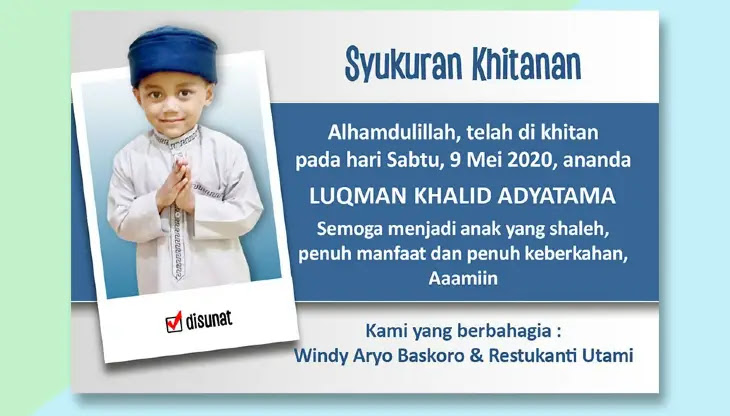 Syukuran Khitanan
Alhamdulillah, telah di khitan
pada hari Sabtu, 9 Mei 2020, ananda
LUQMAN KHALID ADYATAMA
Semoga menjadi anak yang shaleh,
penuh manfaat dan penuh keberkahan,
Aaamiin
disunat
Kami yang berbahagia :
Windy Aryo Baskoro & Restukanti Utami